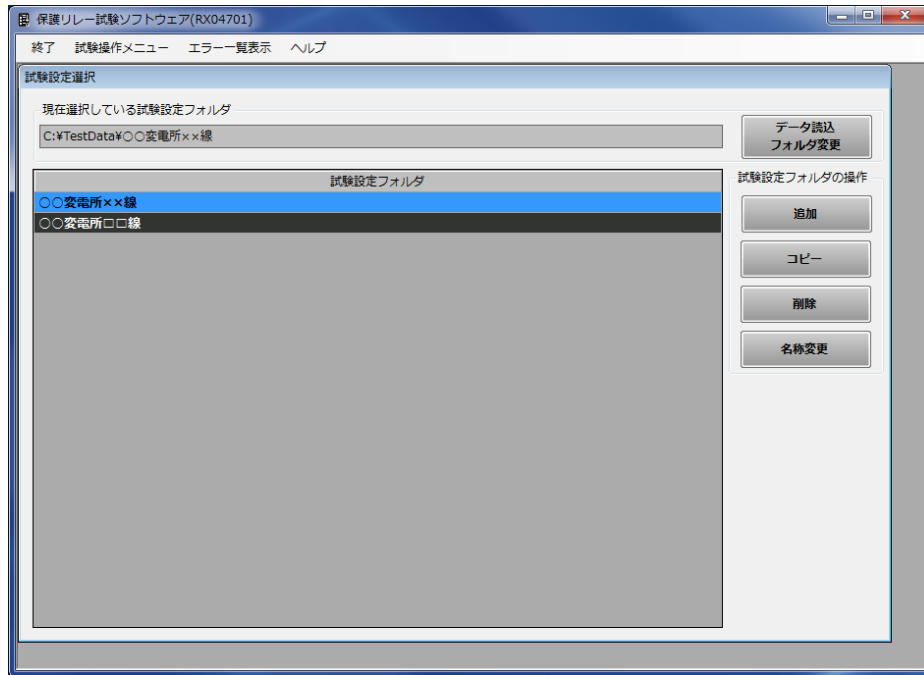 保護リレー試験ソフトウェア(RX04701)
終了 試験操作メニュー エラー一覧表示 ヘルプ
試験設定選択
現在選択している試験設定フォルダ
C:¥TestData¥○○変電所××線
データ読込
フォルダ変更
試験設定フォルダ
○○変電所××線
○○変電所□□線
試験設定フォルダの操作
追加
コピー
削除
名称変更